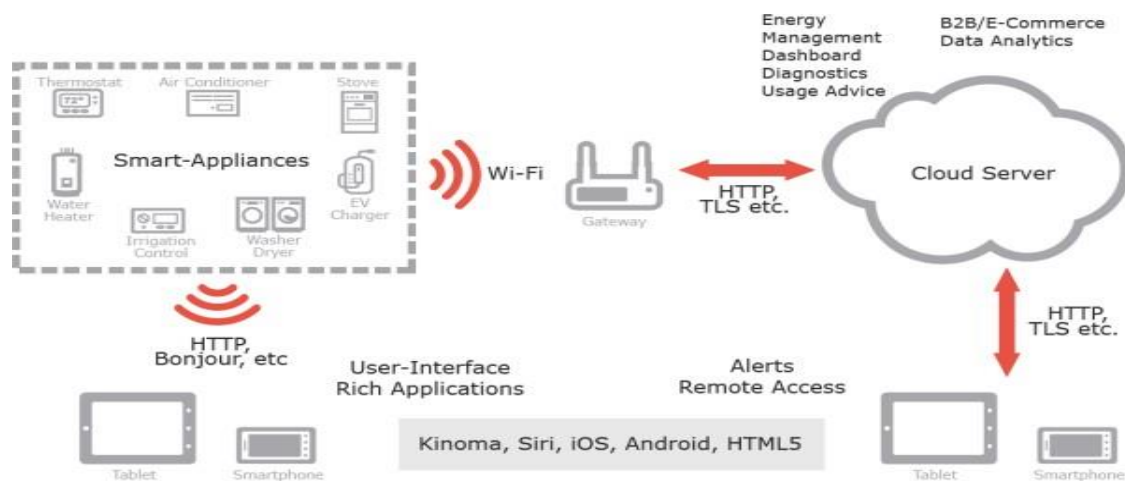 Energy
Management
Dashboard
Diagnostics
Usage Advice
B2B/E-Commerce
Data Analytics
Thermostat
Air Conditioner
Stove
Smart-Appliances
Water
Heater
Irrigation
Control
Washer
Dryer
EV
Charger
Wi-Fi
Gateway
HTTP,
TLS etc.
Cloud Server
HTTP,
Bonjour, etc
HTTP,
TLS etc.
User-Interface
Rich Applications
Alerts
Remote Access
Kinoma, Siri, iOS, Android, HTML5
Tablet
Smartphone
Tablet
Smartphone